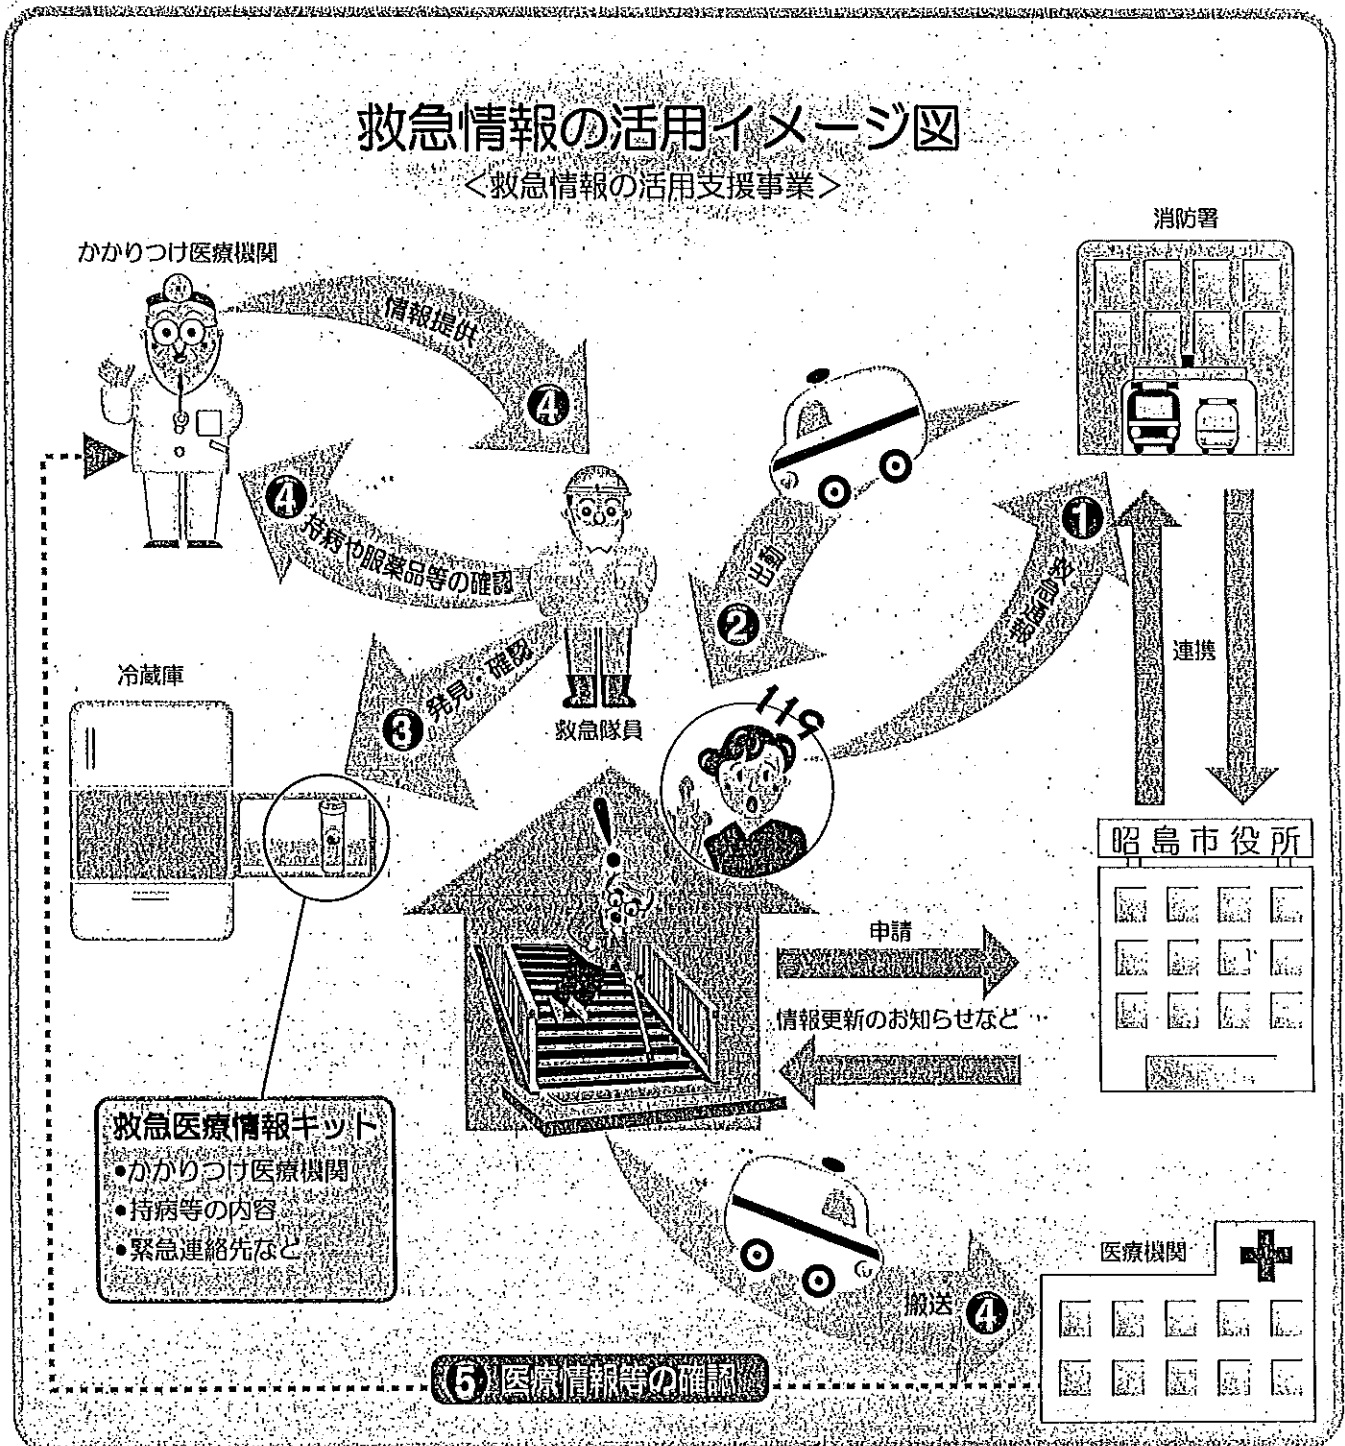 救急情報の活用イメージ図
＜救急情報の活用支援事業＞
消防署
かかりつけ医療機関
情報提供
④
④
持病や服薬品等の確認
①
救急通報
②
出動
連携
冷蔵庫
③
発見・確認
救急隊員
119
昭島市役所
申請
情報更新のお知らせなど
救急医療情報キット
•かかりつけ医療機関
•持病等の内容
•緊急連絡先など
医療機関
搬送④
⑤医療情報等の確認